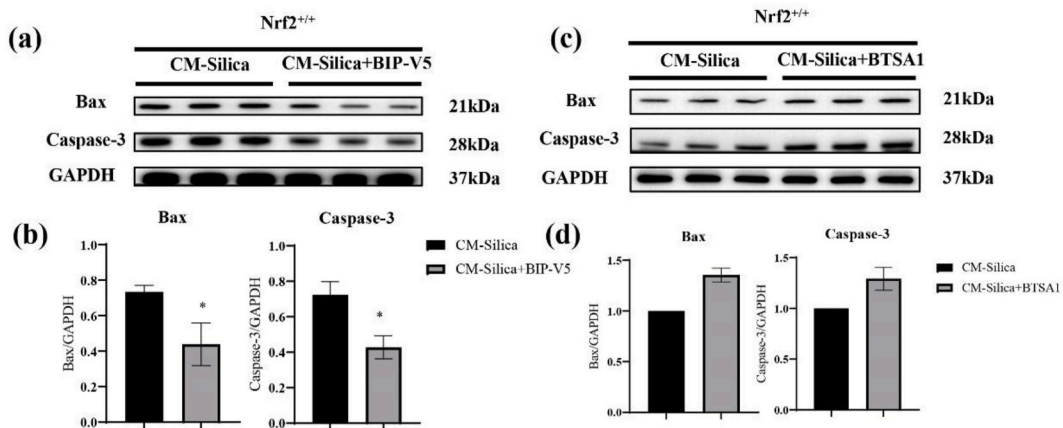 (a)
Nrf2+/+
CM-Silica CM-Silica+BIP-V5
Bax 21kDa
Caspase-3 28kDa
GAPDH 37kDa
(b)
Bax
Bax/GAPDH
1.0
0.8
0.6
0.4
0.2
0.0
*
Caspase-3
Caspase-3/GAPDH
1.0
0.8
0.6
0.4
0.2
0.0
*
CM-Silica
CM-Silica+BIP-V5
(c)
Nrf2+/+
CM-Silica CM-Silica+BTSA1
Bax 21kDa
Caspase-3 28kDa
GAPDH 37kDa
(d)
Bax
Bax/GAPDH
1.5
1.0
0.5
0.0
Caspase-3
Caspase-3/GAPDH
1.5
1.0
0.5
0.0
CM-Silica
CM-Silica+BTSA1